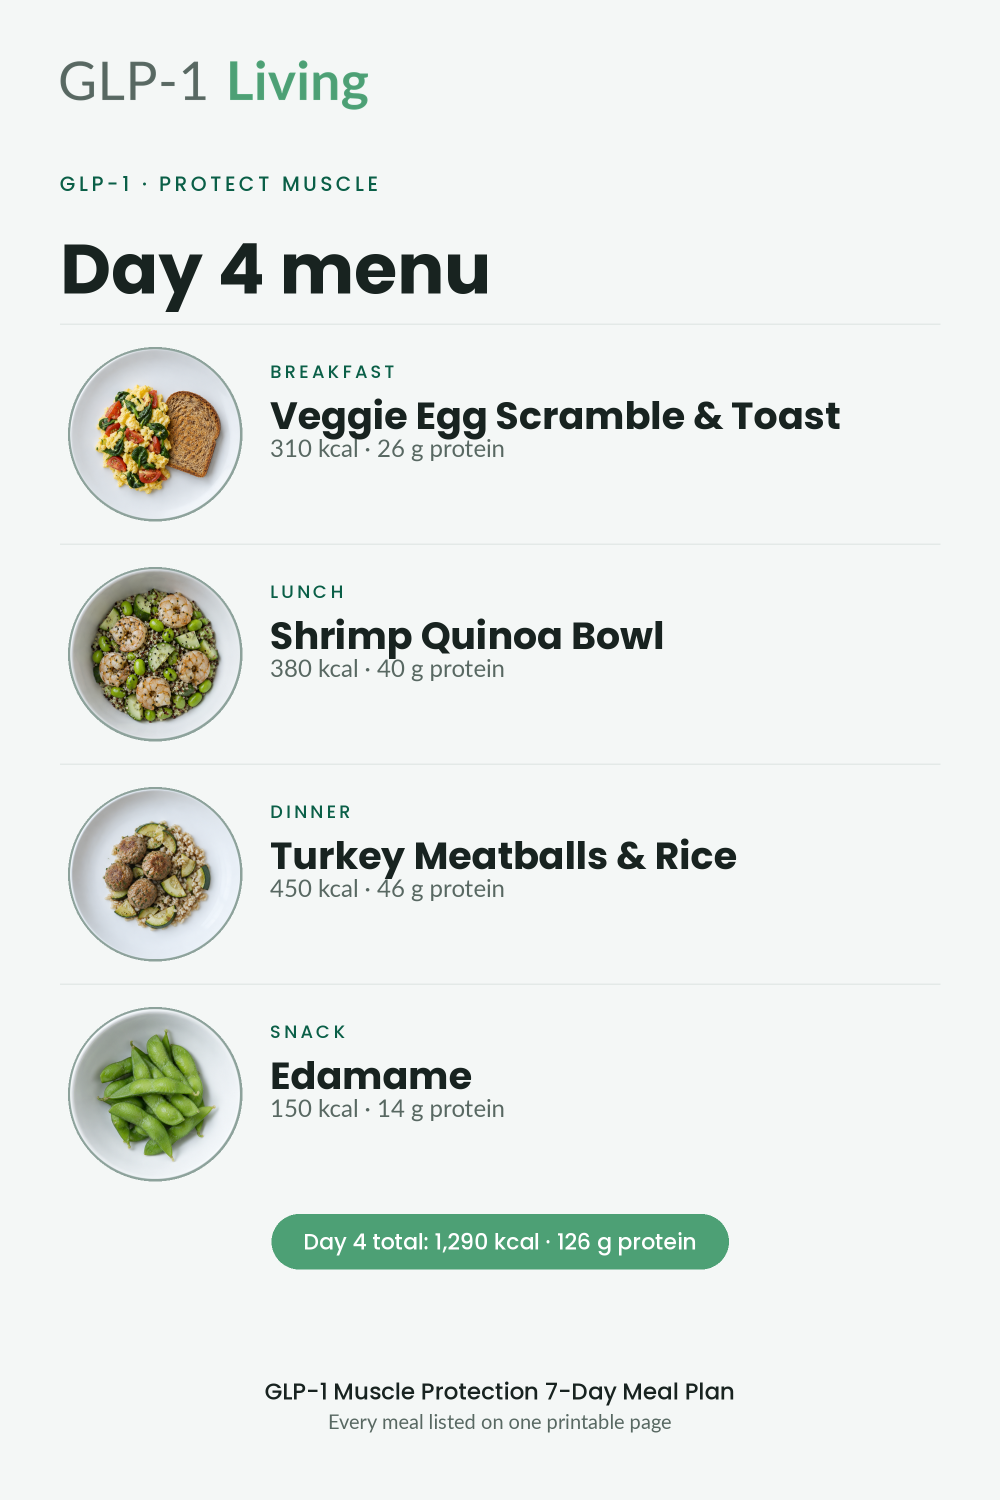 GLP-1 Living
GLP-1 · PROTECT MUSCLE
Day 4 menu
BREAKFAST
Veggie Egg Scramble & Toast
310 kcal · 26 g protein
LUNCH
Shrimp Quinoa Bowl
380 kcal · 40 g protein
DINNER
Turkey Meatballs & Rice
450 kcal · 46 g protein
SNACK
Edamame
150 kcal · 14 g protein
Day 4 total: 1,290 kcal · 126 g protein
GLP-1 Muscle Protection 7-Day Meal Plan
Every meal listed on one printable page